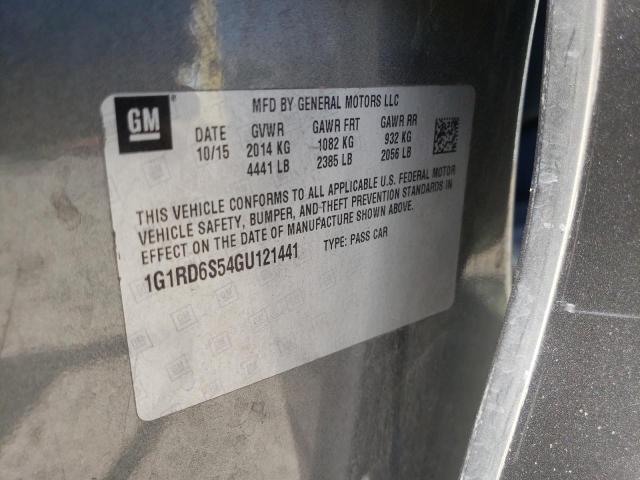 GM
MFD BY GENERAL MOTORS LLC
DATE GVWR GAWR FRT GAWR RR
10/15 2014 KG 1082 KG 932 KG
4441 LB 2385 LB 2056 LB
THIS VEHICLE CONFORMS TO ALL APPLICABLE U.S. FEDERAL MOTOR
VEHICLE SAFETY, BUMPER, AND THEFT PREVENTION STANDARDS IN
EFFECT ON THE DATE OF MANUFACTURE SHOWN ABOVE.
1G1RD6S54GU121441 TYPE: PASS CAR